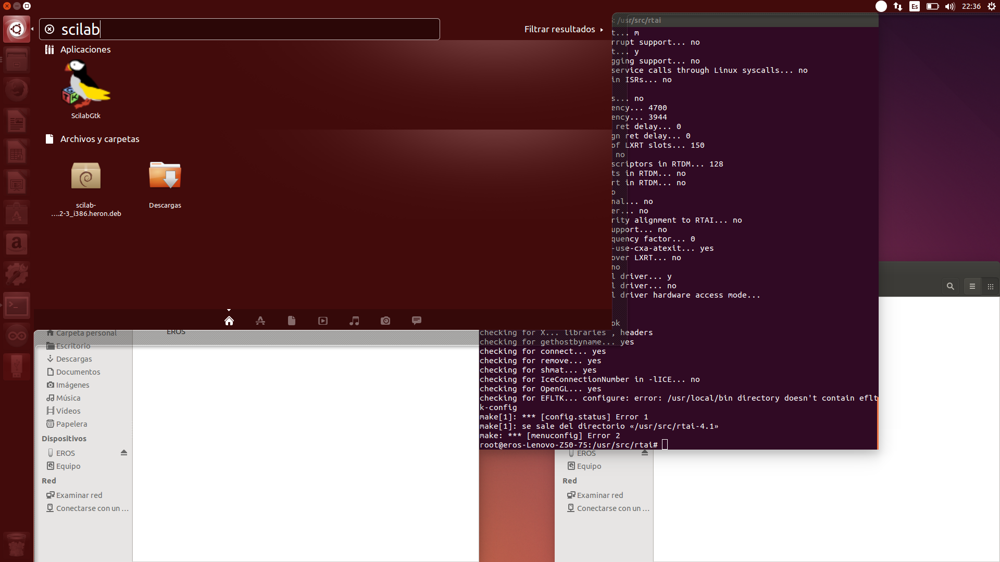 Es
22:36
scilab
Filtrar resultados
Aplicaciones
ScilabGtk
Archivos y carpetas
scilab-
....2-3_i386.heron.deb
Descargas
: /usr/src/rtai
t... m
rrupt support... no
t... y
gging support... no
service calls through Linux syscalls... no
in ISRs... no
s... no
ency... 4700
ency... 3944
ret delay... 0
gn ret delay... 0
of LXRT slots... 150
no
scriptors in RTDM... 128
ts in RTDM... no
rt in RTDM... no
o
nal... no
er... no
rity alignment to RTAI... no
upport... no
quency factor... 0
-use-cxa-atexit... yes
over LXRT... no
no
l driver... y
l driver... no
l driver hardware access mode...
ok
checking for X... libraries , headers
checking for gethostbyname... yes
checking for connect... yes
checking for remove... yes
checking for shmat... yes
checking for IceConnectionNumber in -lICE... no
checking for OpenGL... yes
checking for EFLTK... configure: error: /usr/local/bin directory doesn't contain eflt
k-config
make[1]: *** [config.status] Error 1
make[1]: se sale del directorio «/usr/src/rtai-4.1»
make: *** [menuconfig] Error 2
root@eros-Lenovo-Z50-75:/usr/src/rtai#
Carpeta personal
EROS
Escritorio
Descargas
Documentos
Imágenes
Música
Vídeos
Papelera
Dispositivos
EROS
Equipo
Red
Examinar red
Conectarse con un ...
EROS
Equipo
Red
Examinar red
Conectarse con un ...